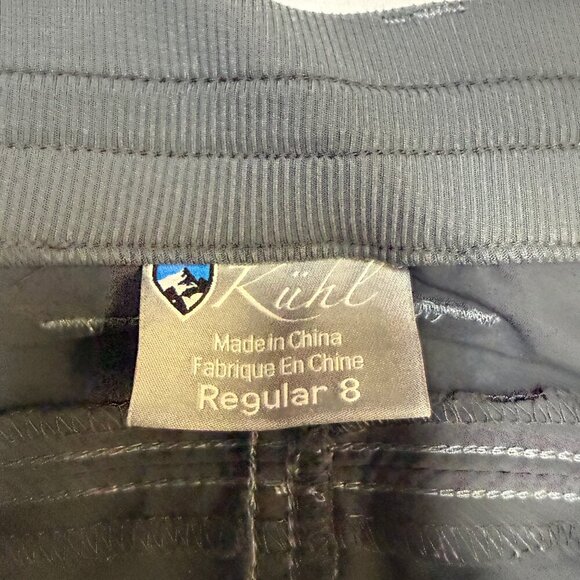 Kühl
Made in China
Fabrique En Chine
Regular 8